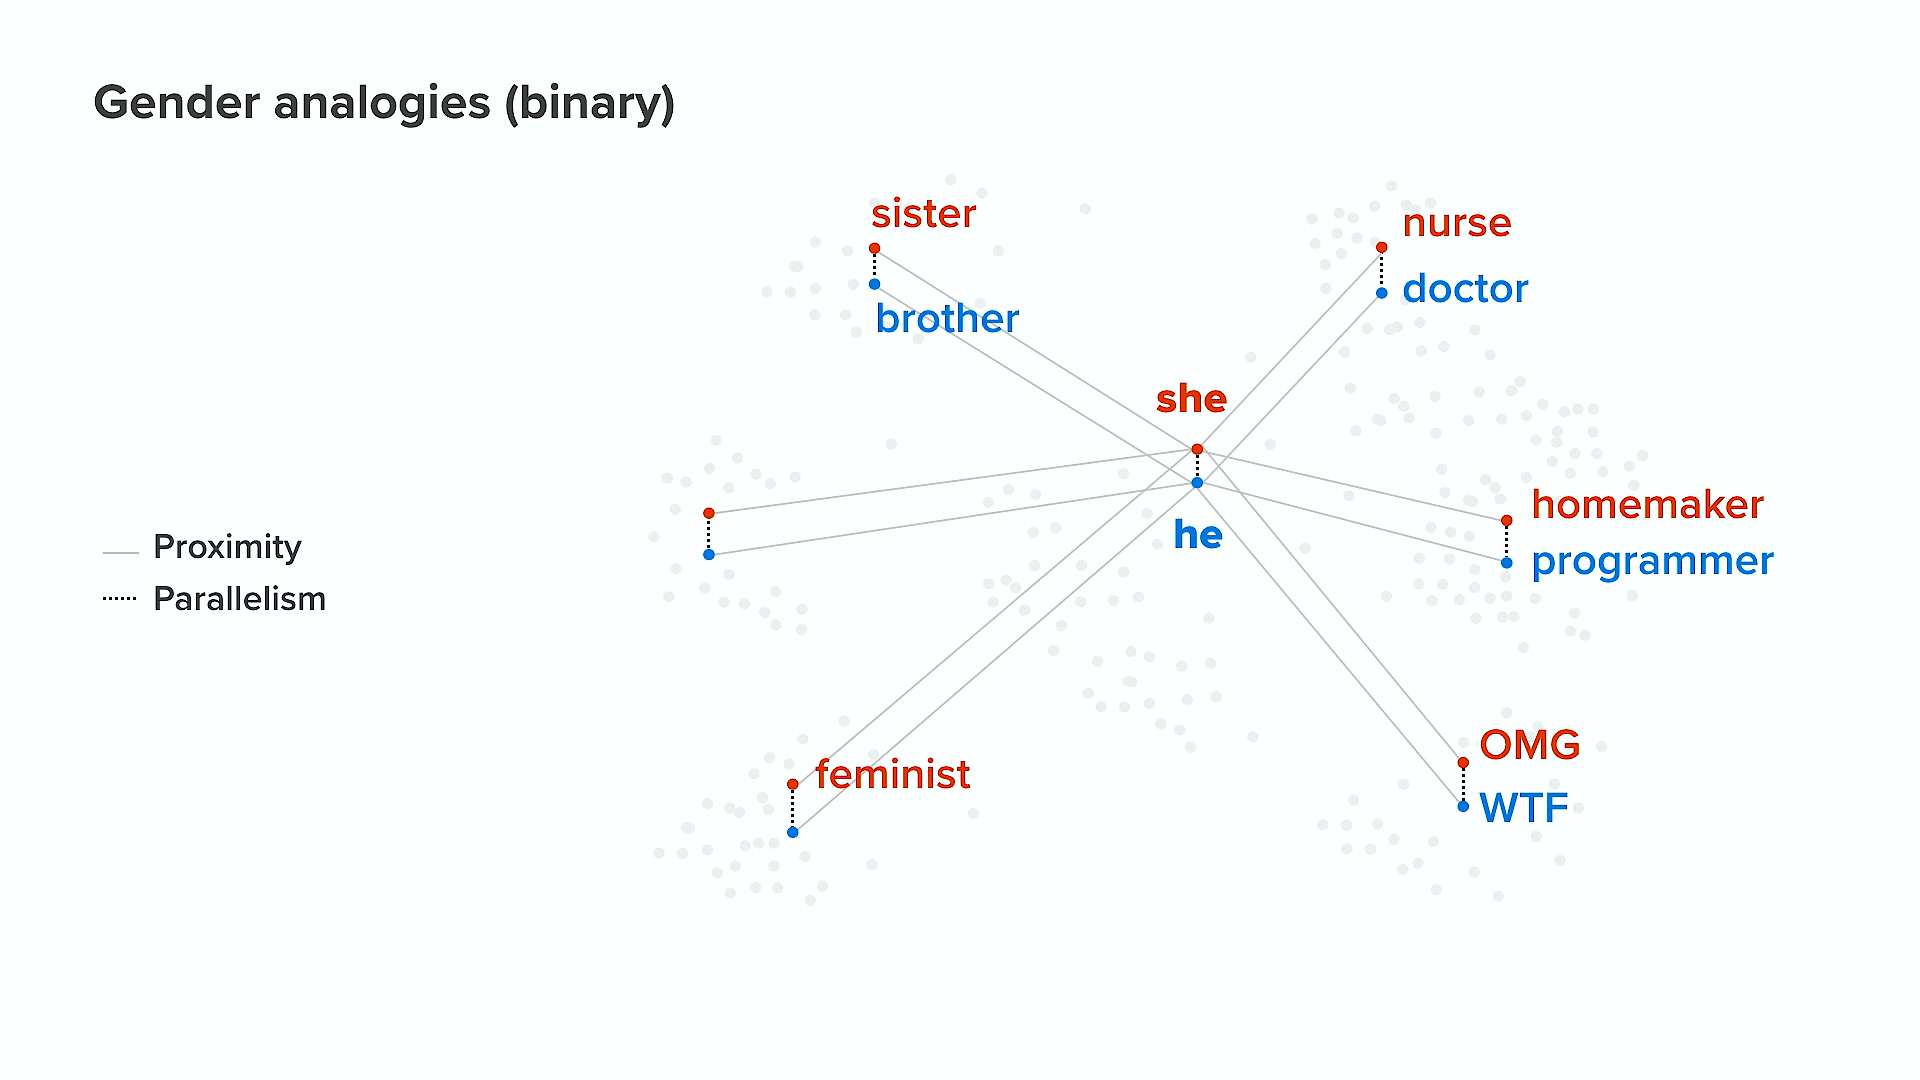 Gender analogies (binary)
sister
brother
nurse
doctor
she
he
homemaker
programmer
Proximity
Parallelism
feminist
OMG
WTF